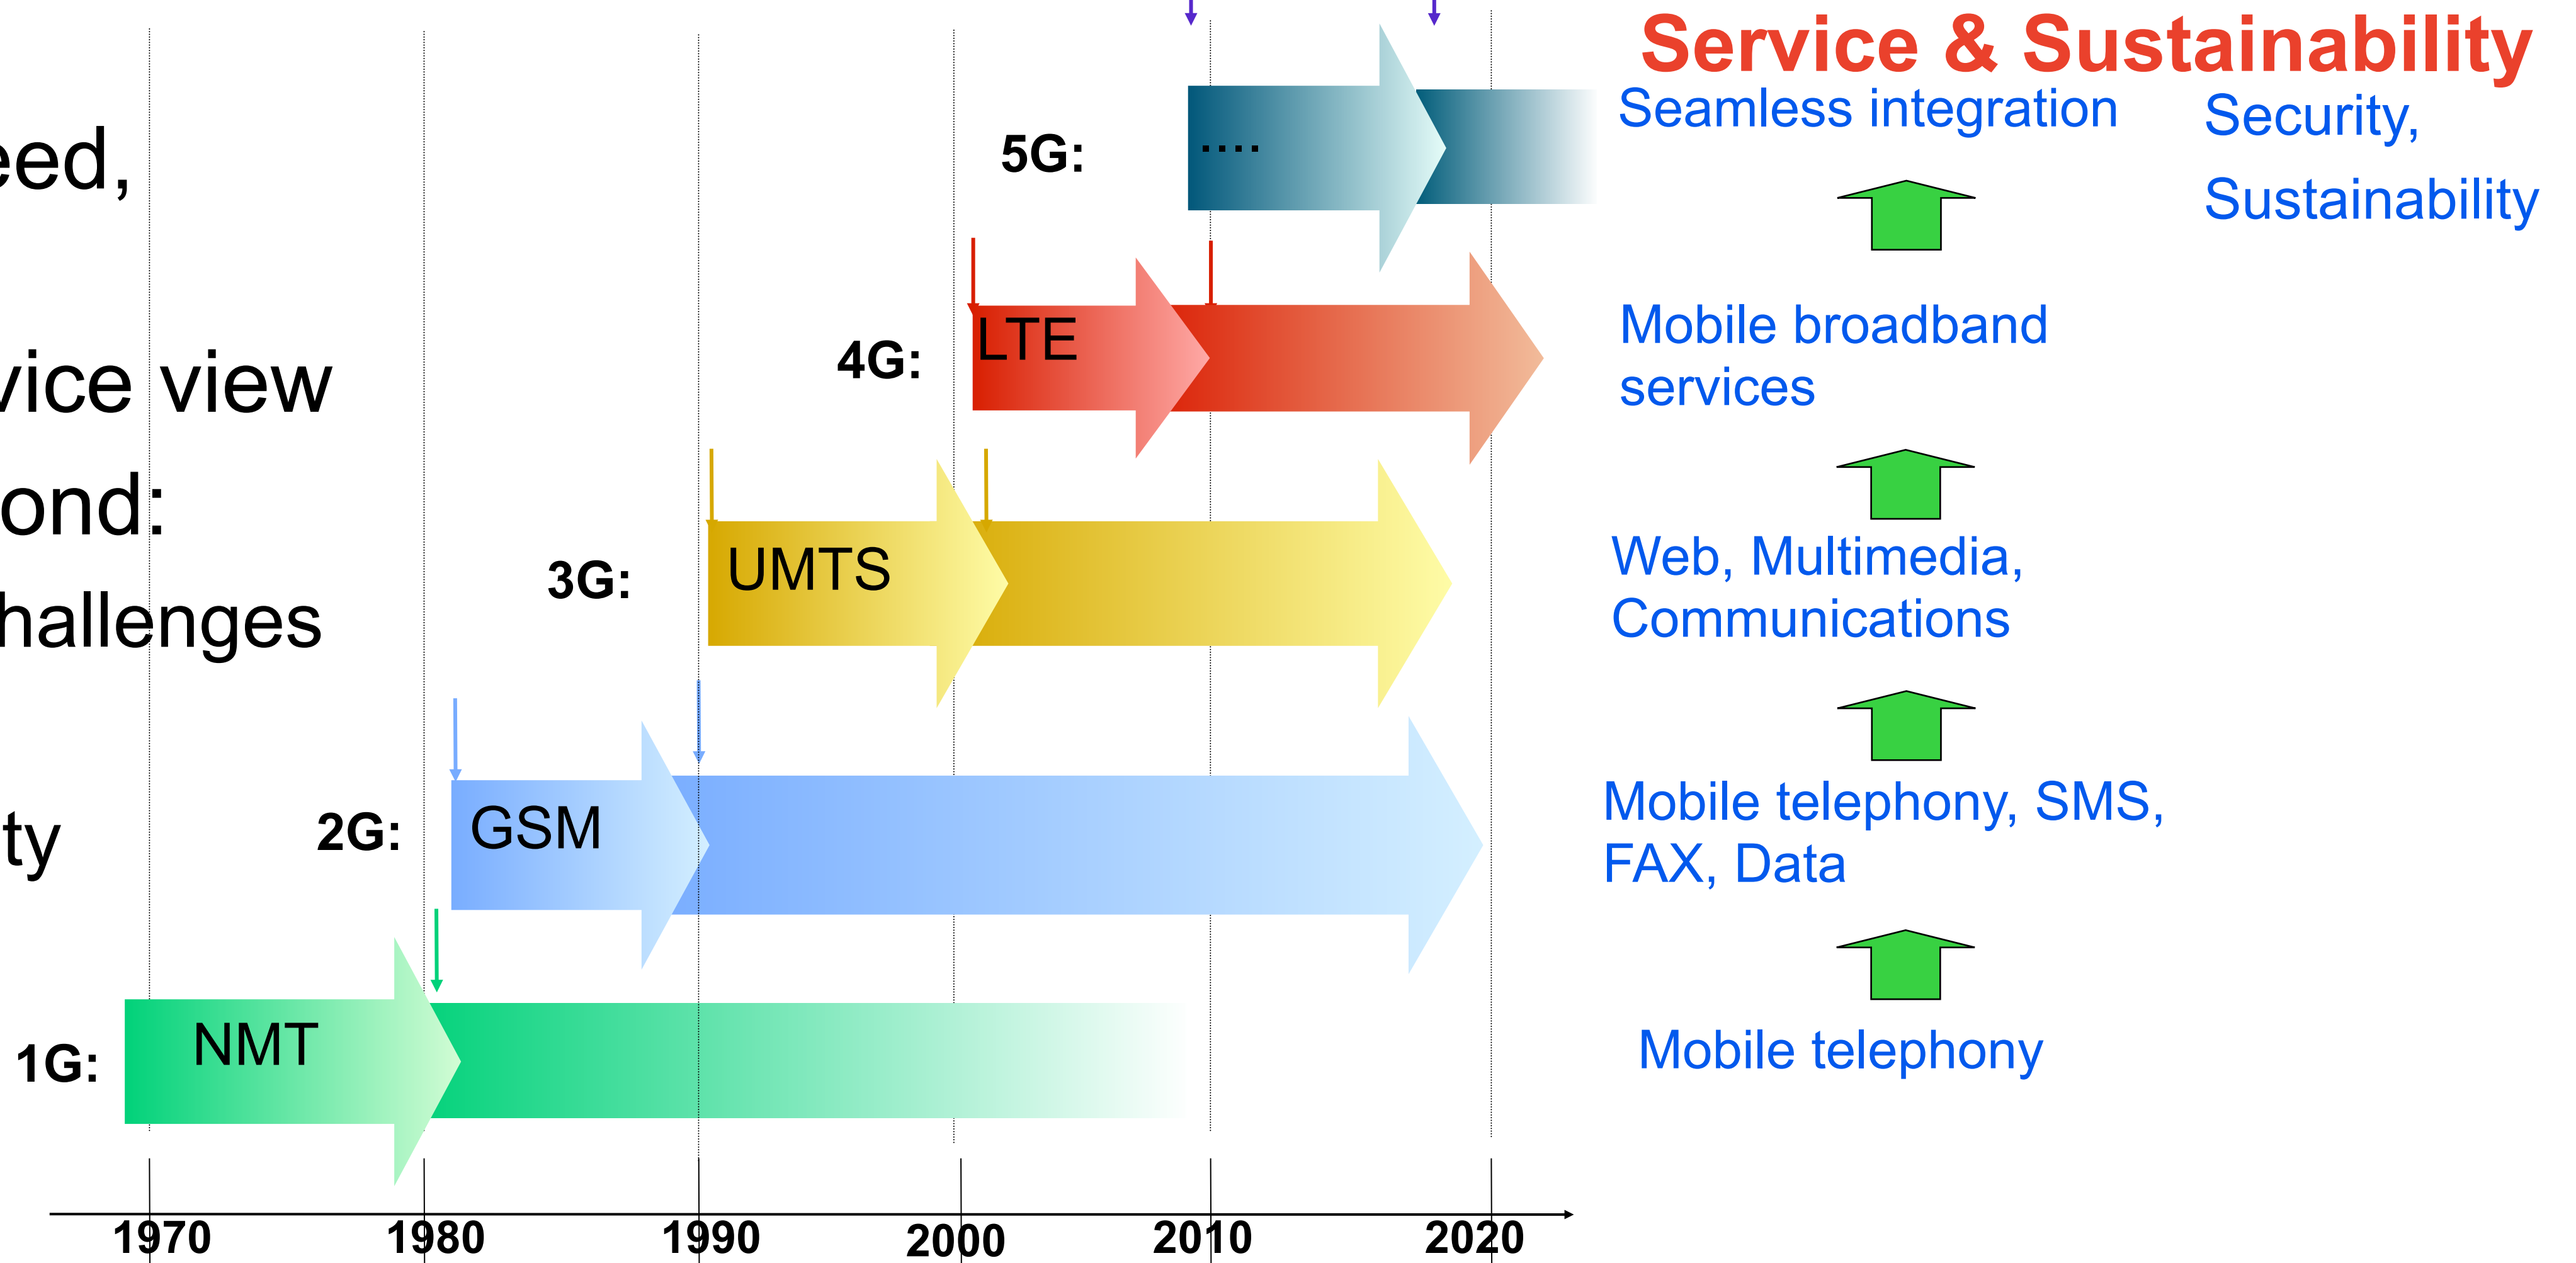 Service & Sustainability
Seamless integration
Security,
Sustainability
5G:
....
eed,
4G:
LTE
Mobile broadband
services
vice view
ond:
3G:
UMTS
Web, Multimedia,
Communications
hallenges
ty
2G:
GSM
Mobile telephony, SMS,
FAX, Data
1G:
NMT
Mobile telephony
1970
1980
1990
2000
2010
2020